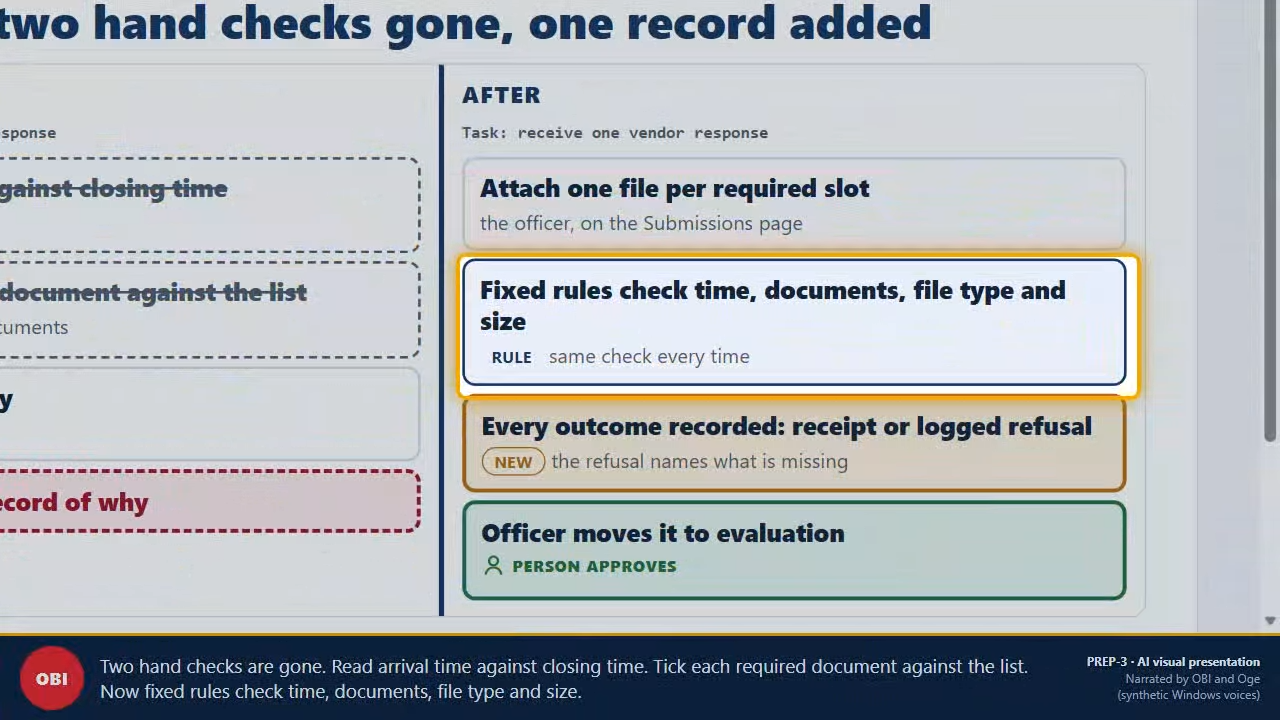 two hand checks gone, one record added
sponse
gainst closing time
document against the list
cuments
y
ecord of why
AFTER
Task: receive one vendor response
Attach one file per required slot
the officer, on the Submissions page
Fixed rules check time, documents, file type and
size
RULE same check every time
Every outcome recorded: receipt or logged refusal
NEW the refusal names what is missing
Officer moves it to evaluation
PERSON APPROVES
OBI
Two hand checks are gone. Read arrival time against closing time. Tick each required document against the list.
Now fixed rules check time, documents, file type and size.
PREP-3 · AI visual presentation
Narrated by OBI and Oge
(synthetic Windows voices)